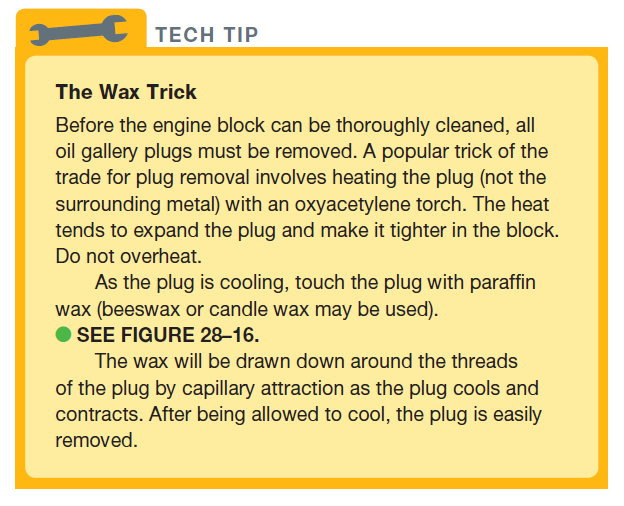 TECH TIP
The Wax Trick
Before the engine block can be thoroughly cleaned, all
oil gallery plugs must be removed. A popular trick of the
trade for plug removal involves heating the plug (not the
surrounding metal) with an oxyacetylene torch. The heat
tends to expand the plug and make it tighter in the block.
Do not overheat.
As the plug is cooling, touch the plug with paraffin
wax (beeswax or candle wax may be used).
SEE FIGURE 28–16.
The wax will be drawn down around the threads
of the plug by capillary attraction as the plug cools and
contracts. After being allowed to cool, the plug is easily
removed.